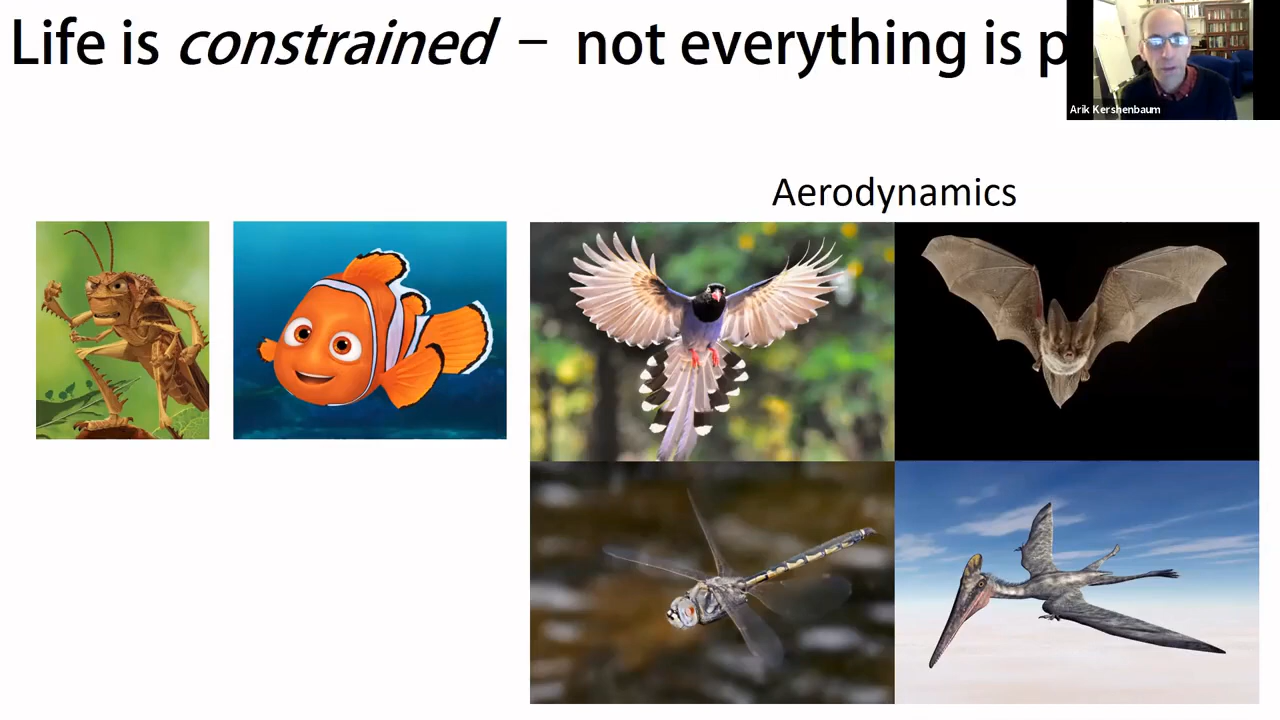 Life is constrained – not everything is p
Arik Kershenbaum
Aerodynamics